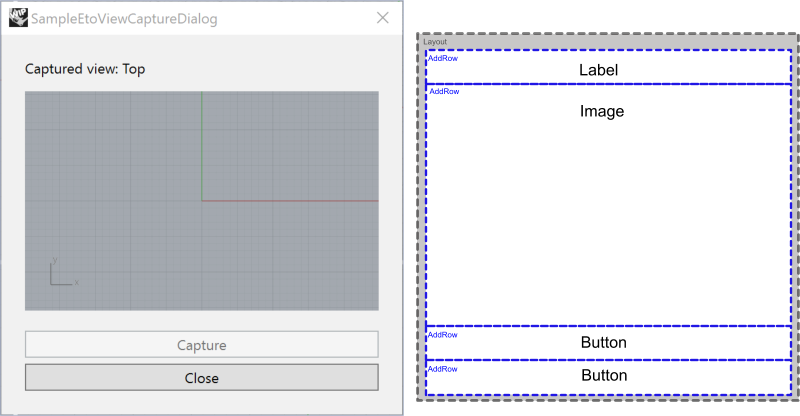 SampleEtoViewCaptureDialog
Captured view: Top
y
x
Capture
Close
Layout
AddRow
Label
AddRow
Image
AddRow
Button
AddRow
Button